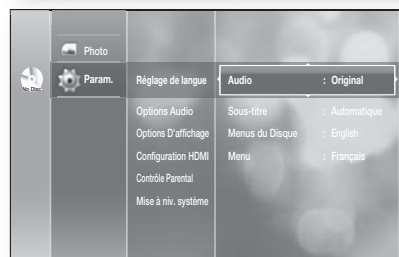 Photo
No Disc
Param.
Réglage de langue
Audio : Original
Options Audio
Sous-titre : Automatique
Options D'affichage
Menus du Disque : English
Configuration HDMI
Menu : Français
Contrôle Parental
Mise à niv. système